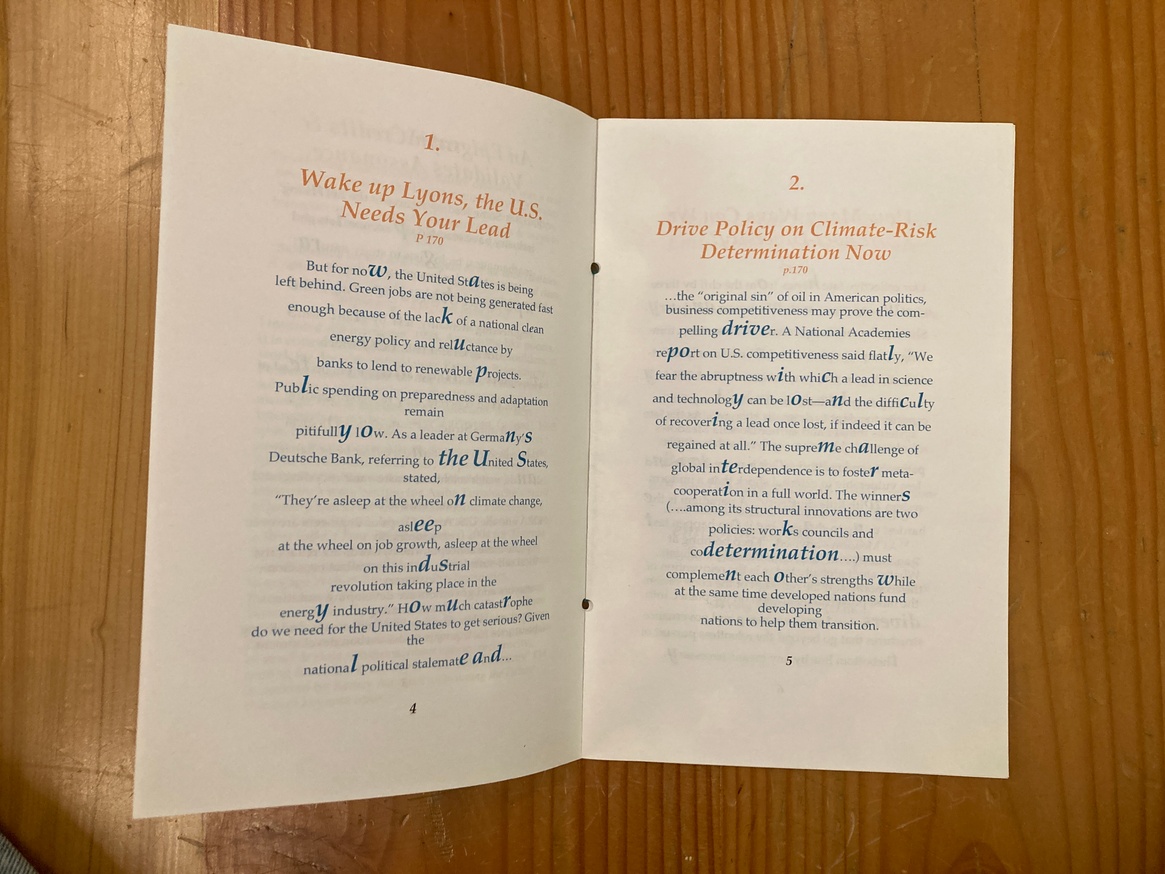 1.
Wake up Lyons, the U.S.
Needs Your Lead
P 170
But for now, the United States is being
left behind. Green jobs are not being generated fast
enough because of the lack of a national clean
energy policy and reluctance by
banks to lend to renewable projects.
Public spending on preparedness and adaptation
remain
pitifully low. As a leader at Germany's
Deutsche Bank, referring to the United States,
stated,
“They're asleep at the wheel on climate change,
asleep
at the wheel on job growth, asleep at the wheel
on this industrial
revolution taking place in the
energy industry.” How much catastrophe
do we need for the United States to get serious? Given
the
national political stalemate and...
4
2.
Drive Policy on Climate-Risk
Determination Now
p.170
…the “original sin” of oil in American politics,
business competitiveness may prove the com-
pelling driver. A National Academies
report on U.S. competitiveness said flatly, “We
fear the abruptness with which a lead in science
and technology can be lost—and the difficulty
of recovering a lead once lost, if indeed it can be
regained at all.” The supreme challenge of
global interdependence is to foster meta-
cooperation in a full world. The winners
(….among its structural innovations are two
policies: works councils and
codetermination….) must
complement each other's strengths while
at the same time developed nations fund
developing
nations to help them transition.
5